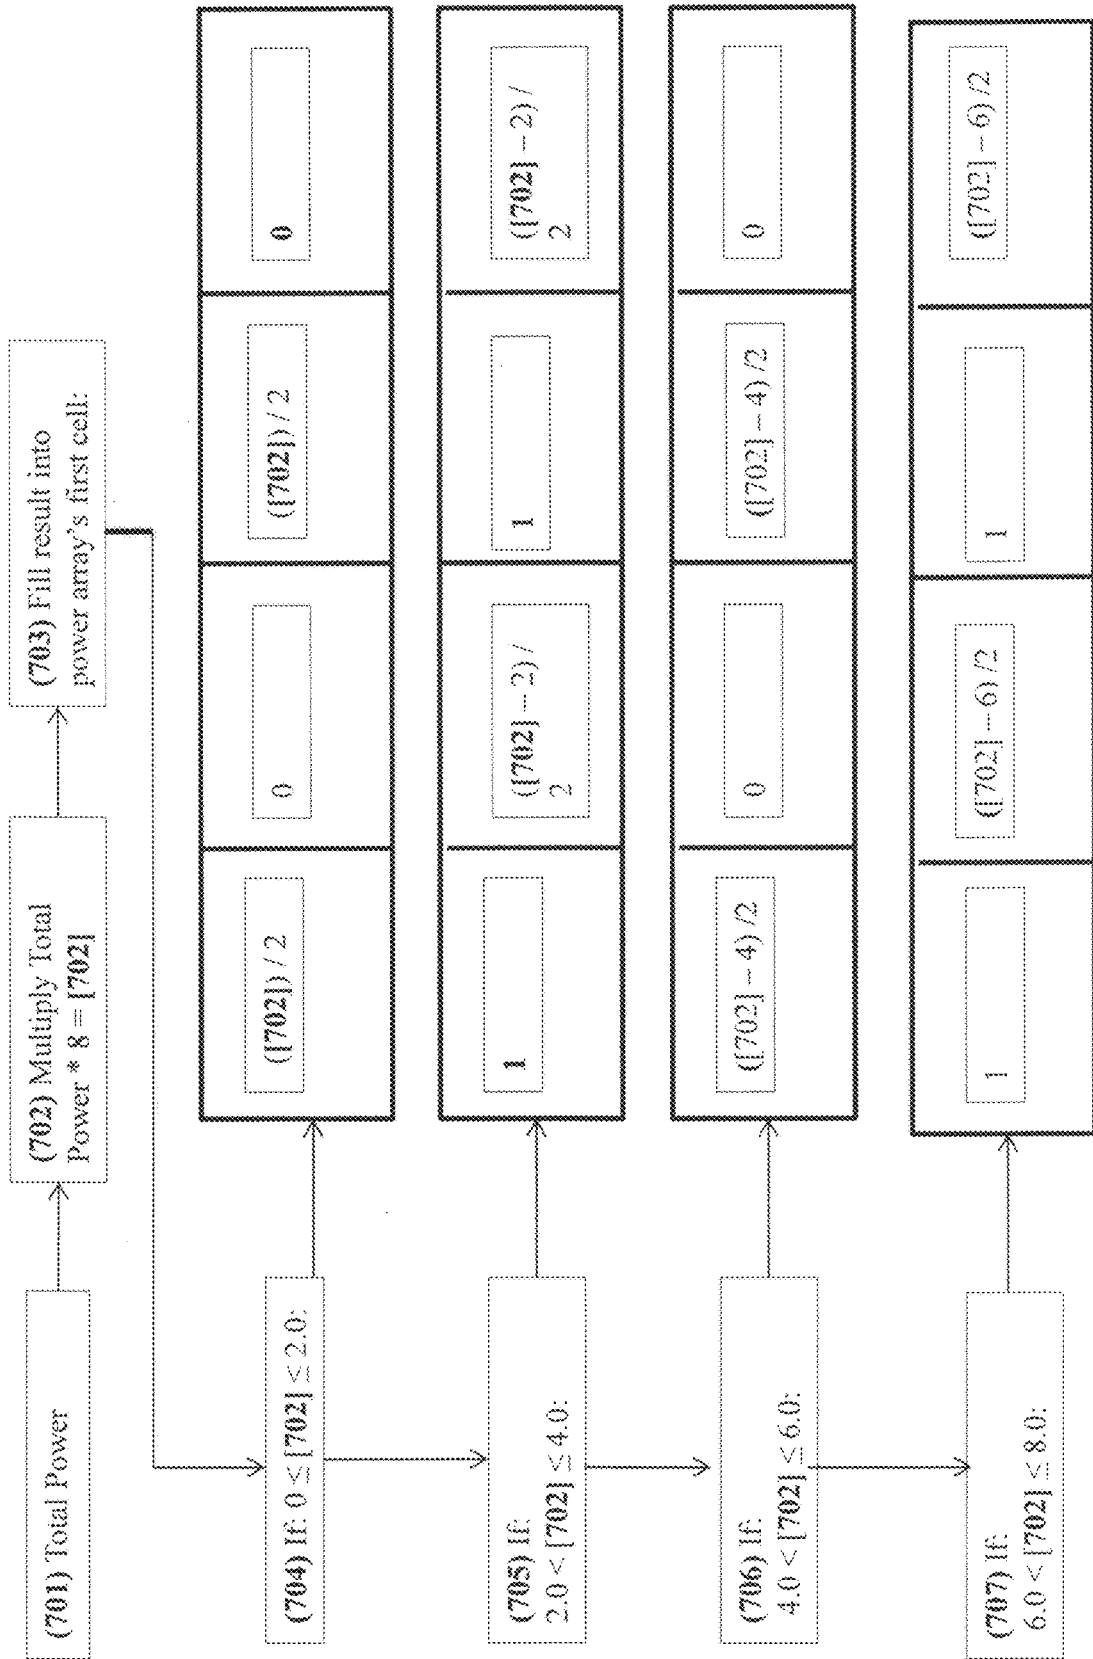 (701) Total Power
(702) Multiply Total
Power * 8 = [702]
(703) Fill result into
power array's first cell:
(704) If: 0 ≤ [702] ≤ 2.0:
([702]) / 2
0
([702]) / 2
0
(705) If:
2.0 < [702] ≤ 4.0:
1
([702] – 2) /
2
1
([702] – 2) /
2
(706) If:
4.0 < [702] ≤ 6.0:
([702] – 4) /2
0
([702] – 4) /2
0
(707) If:
6.0 < [702] ≤ 8.0:
1
([702] – 6) /2
1
([702] – 6) /2